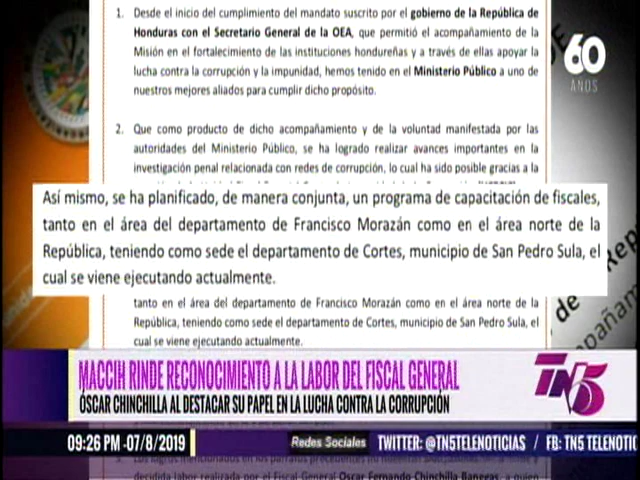 1. Desde el inicio del cumplimiento del mandato suscrito por el gobierno de la República de
Honduras con el Secretario General de la OEA, que permitió el acompañamiento de la
Misión en el fortalecimiento de las instituciones hondureñas y a través de ellas apoyar la
lucha contra la corrupción y la impunidad, hemos tenido en el Ministerio Público a uno de
nuestros mejores aliados para cumplir dicho propósito.
60
AÑOS
2. Que como producto de dicho acompañamiento y de la voluntad manifestada por las
autoridades del Ministerio Público, se ha logrado realizar avances importantes en la
investigación penal relacionada con redes de corrupción, lo cual ha sido posible gracias a la
Así mismo, se ha planificado, de manera conjunta, un programa de capacitación de fiscales,
tanto en el área del departamento de Francisco Morazán como en el área norte de la
República, teniendo como sede el departamento de Cortes, municipio de San Pedro Sula, el
cual se viene ejecutando actualmente.
tanto en el área del departamento de Francisco Morazán como en el área norte de la
República, teniendo como sede el departamento de Cortes, municipio de San Pedro Sula, el
cual se viene ejecutando actualmente.
MACCIH RINDE RECONOCIMIENTO A LA LABOR DEL FISCAL GENERAL
ÓSCAR CHINCHILLA AL DESTACAR SU PAPEL EN LA LUCHA CONTRA LA CORRUPCIÓN
TN5
09:26 PM -07/8/2019
Redes Sociales
TWITTER: @TN5TELENOTICIAS / FB: TN5 TELENOTIC